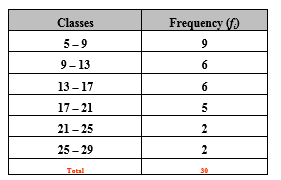 Classes Frequency (fᵢ)
5 – 9 9
9 – 13 6
13 – 17 6
17 – 21 5
21 – 25 2
25 – 29 2
Total 30